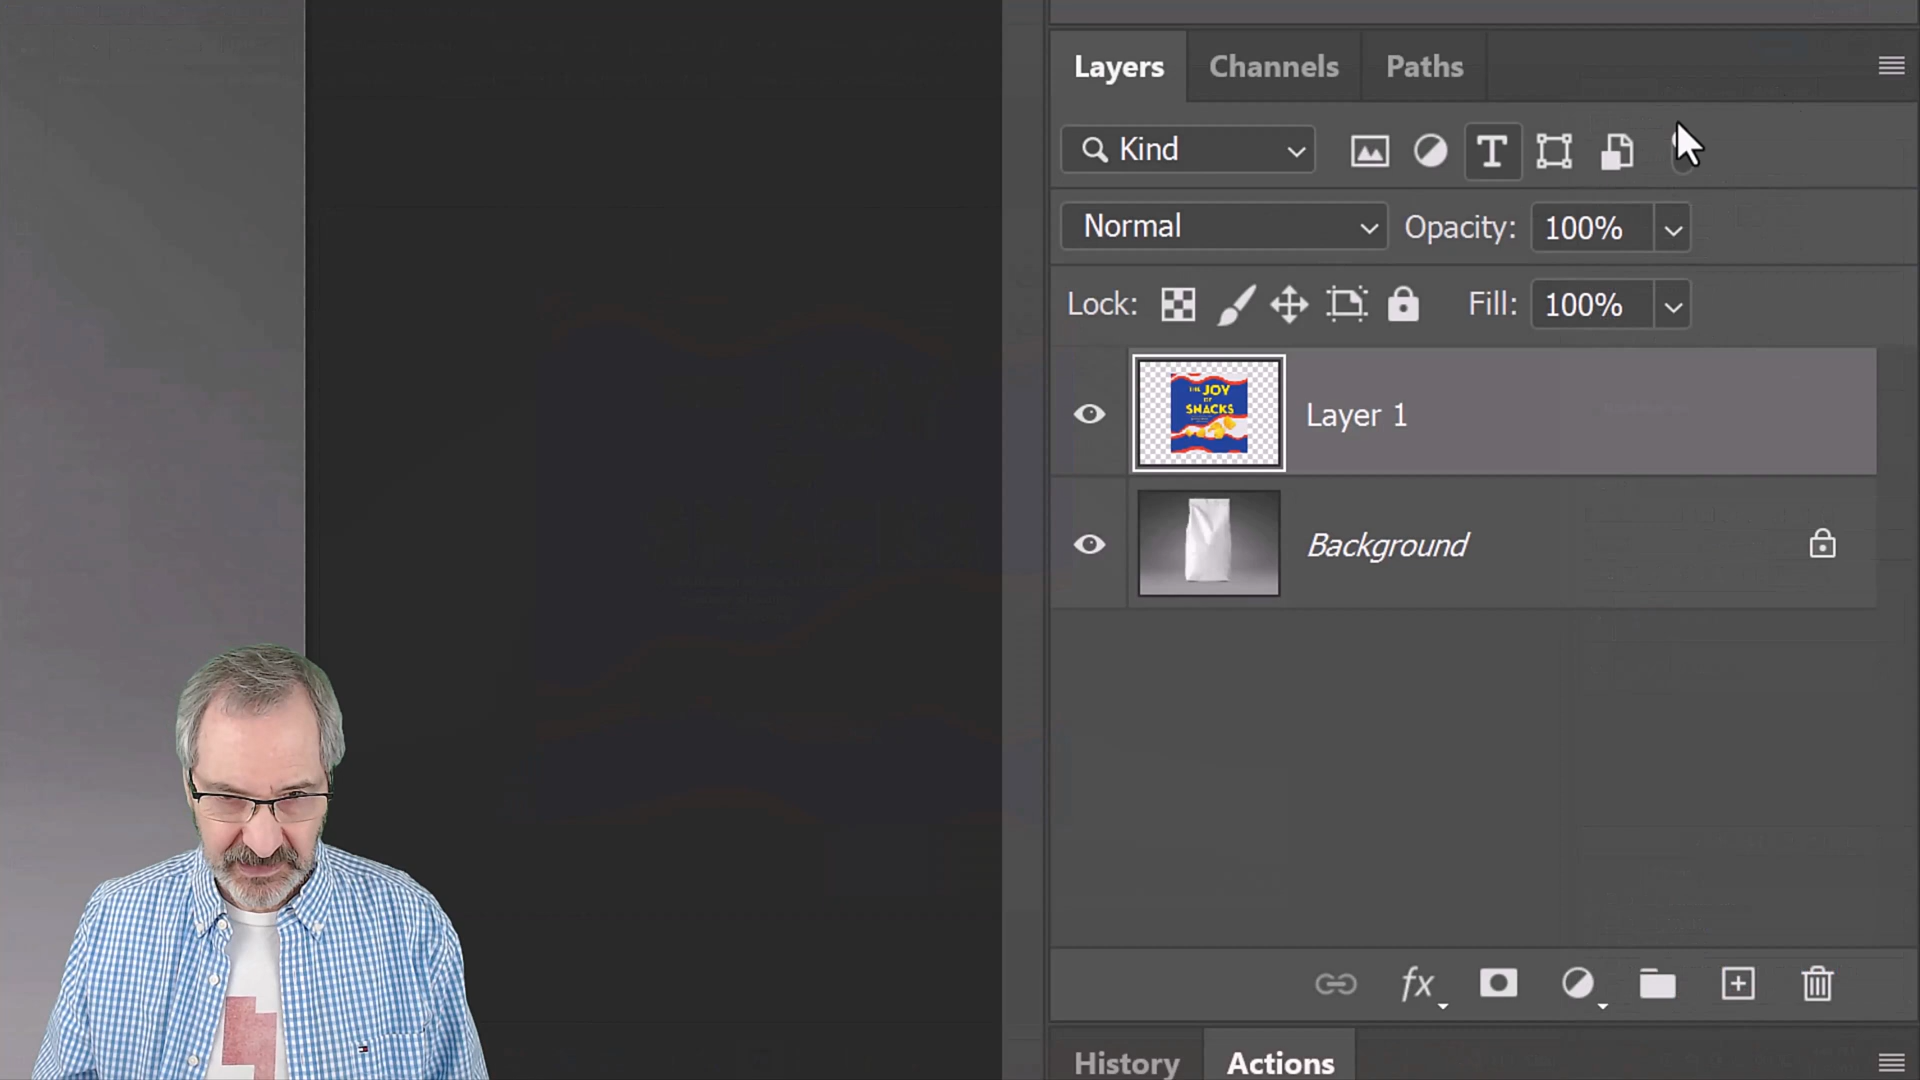 Layers Channels Paths
Kind
Normal Opacity: 100%
Lock: Fill: 100%
THE JOY
OF
SNACKS
Layer 1
Background
fx
History Actions